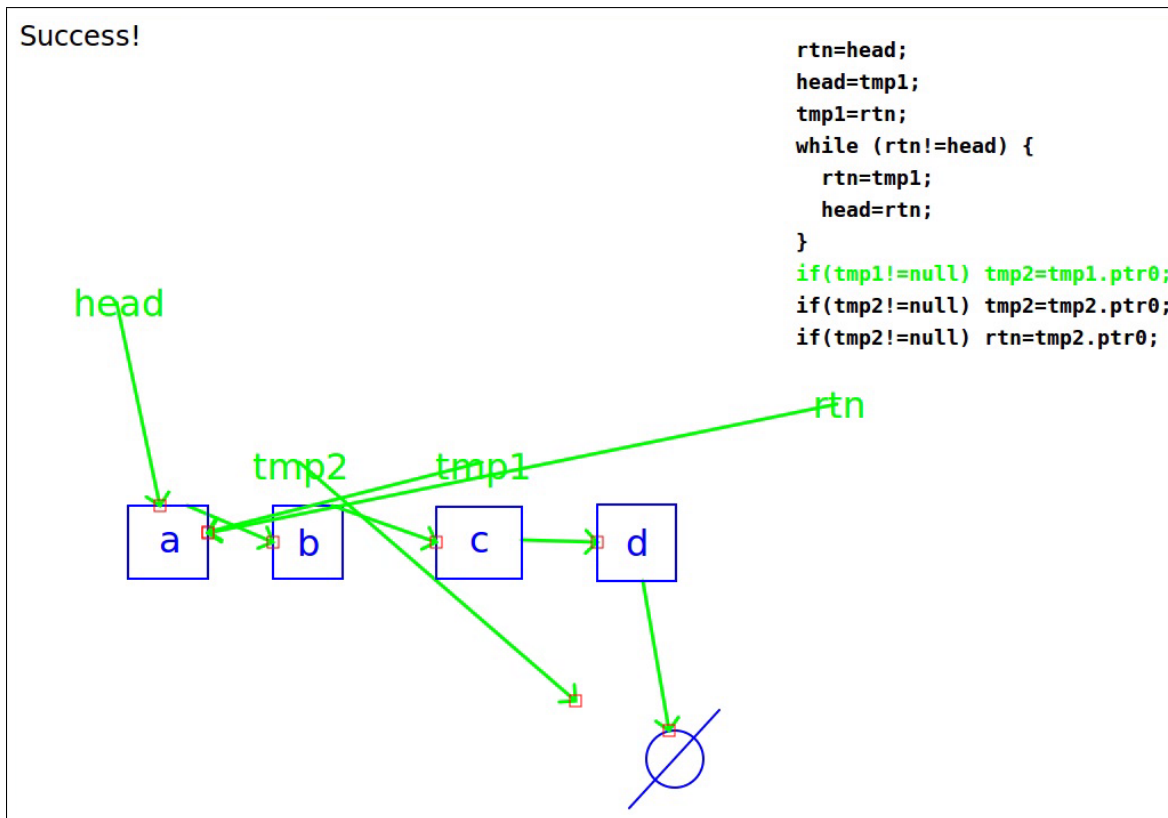 Success!
rtn=head;
head=tmp1;
tmp1=rtn;
while (rtn!=head) {
  rtn=tmp1;
  head=rtn;
}
if(tmp1!=null) tmp2=tmp1.ptr0;
if(tmp2!=null) tmp2=tmp2.ptr0;
if(tmp2!=null) rtn=tmp2.ptr0;
head
rtn
tmp2 tmp1
a b c d